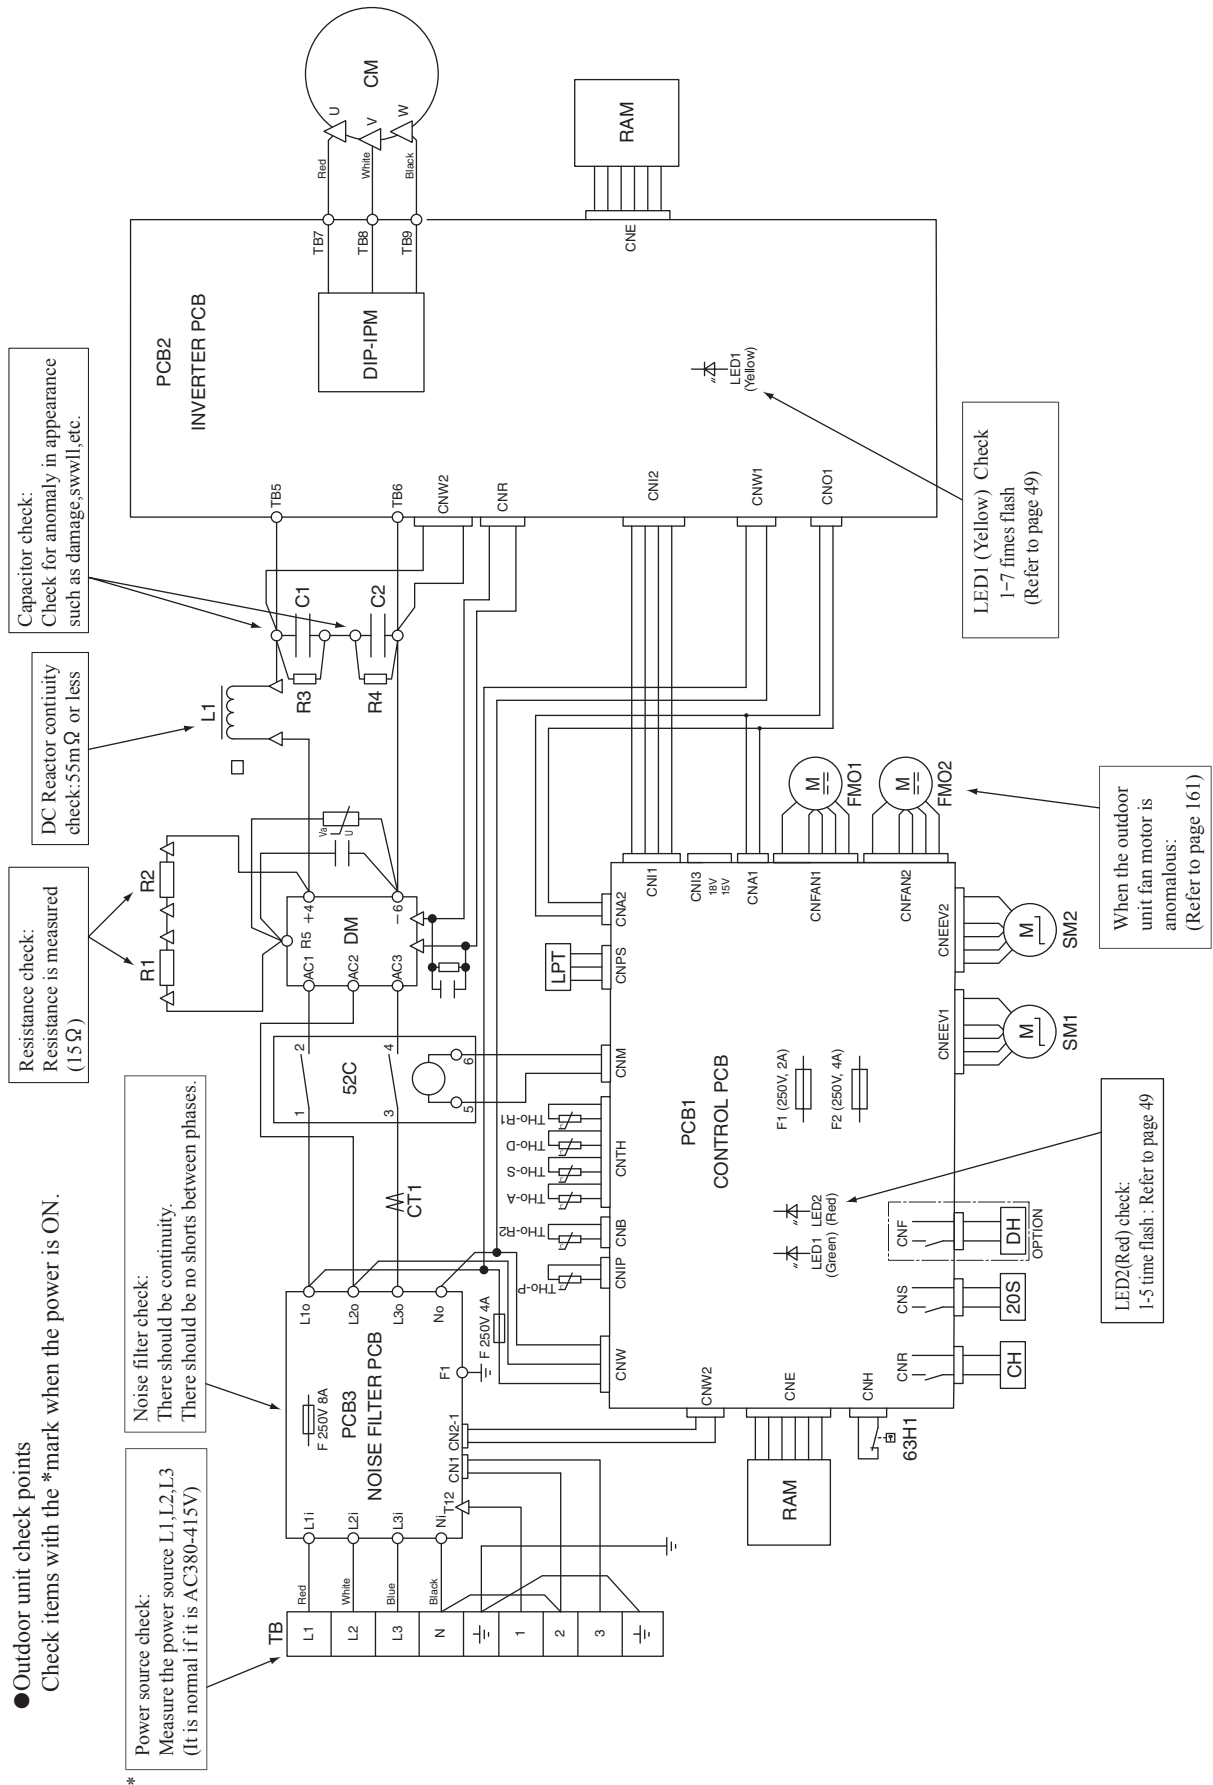 ●Outdoor unit check points
Check items with the *mark when the power is ON.
*
Power source check:
Measure the power source L1,L2,L3
(It is normal if it is AC380-415V)
Noise filter check:
There should be continuity.
There should be no shorts between phases.
Resistance check:
Resistance is measured
(15Ω)
DC Reactor contiuity
check:55mΩ or less
Capacitor check:
Check for anomaly in appearance
such as damage,swwll,etc.
TB
L1
L2
L3
N
1
2
3
Red
White
Blue
Black
L1i
L2i
L3i
Ni
T12
F 250V 8A
PCB3
NOISE FILTER PCB
CN1
CN2-1
F1
L1o
L2o
L3o
No
F 250V 4A
CT1
52C
1
2
3
4
5
6
R1
R2
AC1
AC2
AC3
R5
+4
−6
DM
Va
U
L1
R3
R4
C1
C2
TB5
TB6
CNW2
CNR
CNI2
CNW1
CNO1
PCB2
INVERTER PCB
DIP-IPM
TB7
TB8
TB9
Red
White
Black
U
V
W
CM
CNE
RAM
LED1
(Yellow)
LED1 (Yellow) Check
1-7 fimes flash
(Refer to page 49)
CNW
CNIP
CNB
CNTH
CNM
CNPS
CNA2
THo-P
THo-R2
THo-A
THo-S
THo-D
THo-R1
LPT
CNI1
CNI3
18V
15V
CNA1
CNFAN1
CNFAN2
FMO1
FMO2
M
M
PCB1
CONTROL PCB
F1 (250V, 2A)
F2 (250V, 4A)
LED1
(Green)
LED2
(Red)
CNW2
CNE
CNH
RAM
63H1
CNR
CNS
CNF
CH
20S
DH
OPTION
CNEEV1
CNEEV2
M
M
SM1
SM2
LED2(Red) check:
1-5 time flash : Refer to page 49
When the outdoor
unit fan motor is
anomalous:
(Refer to page 161)